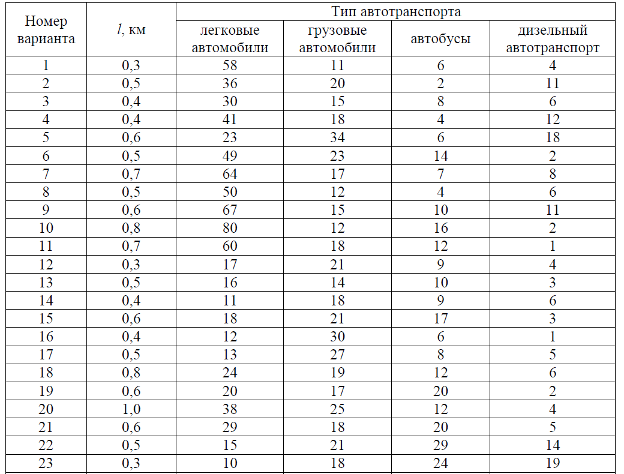 Номер варианта l, км Тип автотранспорта
легковые автомобили грузовые автомобили автобусы дизельный автотранспорт
1 0,3 58 11 6 4
2 0,5 36 20 2 11
3 0,4 30 15 8 6
4 0,4 41 18 4 12
5 0,6 23 34 6 18
6 0,5 49 23 14 2
7 0,7 64 17 7 8
8 0,5 50 12 4 6
9 0,6 67 15 10 11
10 0,8 80 12 16 2
11 0,7 60 18 12 1
12 0,3 17 21 9 4
13 0,5 16 14 10 3
14 0,4 11 18 9 6
15 0,6 18 21 17 3
16 0,4 12 30 6 1
17 0,5 13 27 8 5
18 0,8 24 19 12 6
19 0,6 20 17 20 2
20 1,0 38 25 12 4
21 0,6 29 18 20 5
22 0,5 15 21 29 14
23 0,3 10 18 24 19